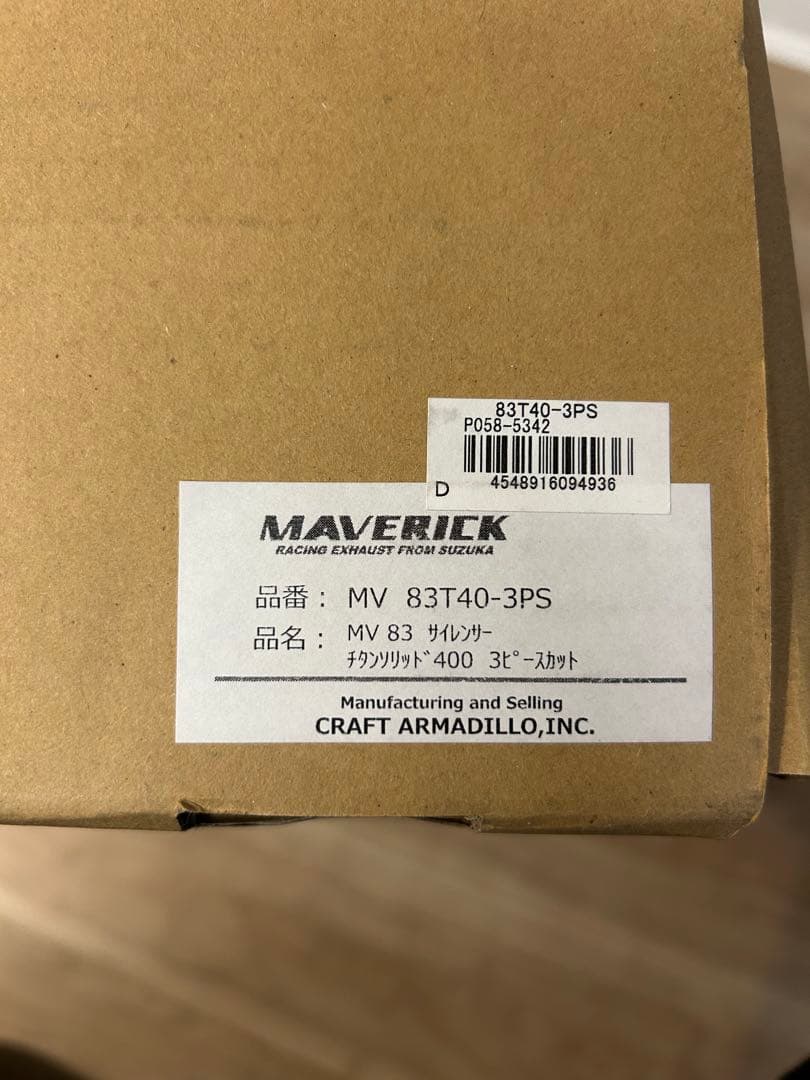 83T40-3PS
P058-5342
D 4548916094936
MAVERICK
RACING EXHAUST FROM SUZUKA
品番： MV 83T40-3PS
品名： MV 83 ｻｲﾚﾝｻｰ
ﾁﾀﾝｿﾘｯﾄﾞ400 3ﾋﾟｰｽｶｯﾄ
Manufacturing and Selling
CRAFT ARMADILLO,INC.